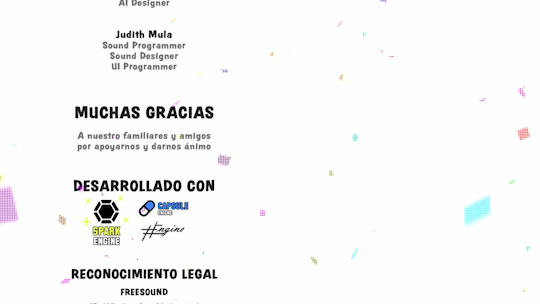 AI Designer
Judith Mula
Sound Programmer
Sound Designer
UI Programmer
MUCHAS GRACIAS
A nuestro familiares y amigos
por apoyarnos y darnos ánimo
DESARROLLADO CON
SPARK
ENGINE
CAPSULE
ENGINE
#Engine
RECONOCIMIENTO LEGAL
FREESOUND